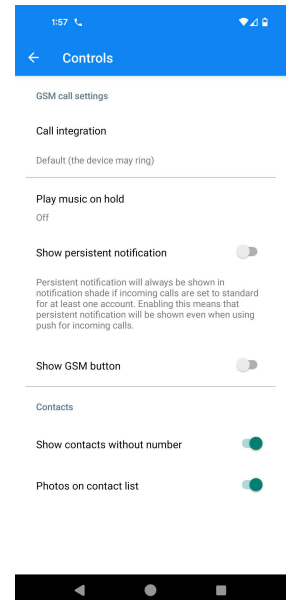 1:57
Controls
GSM call settings
Call integration
Default (the device may ring)
Play music on hold
Off
Show persistent notification
Persistent notification will always be shown in
notification shade if incoming calls are set to standard
for at least one account. Enabling this means that
persistent notification will be shown even when using
push for incoming calls.
Show GSM button
Contacts
Show contacts without number
Photos on contact list